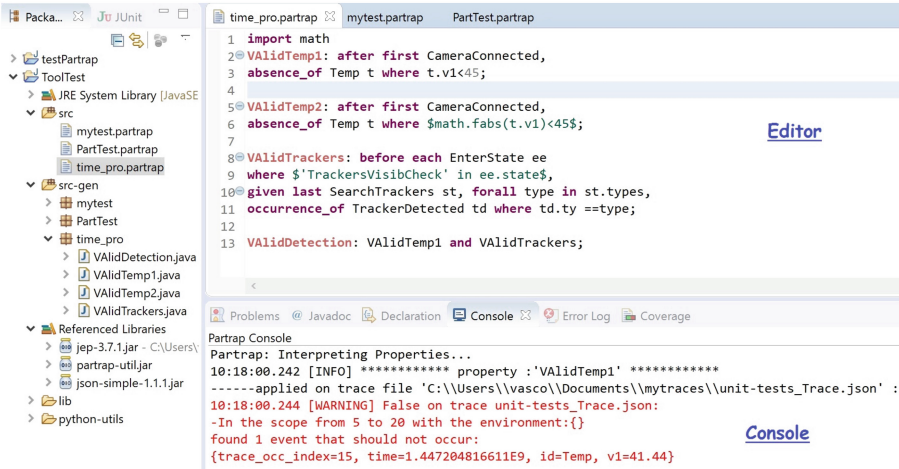 Packa...
JUnit
testPartrap
ToolTest
JRE System Library [JavaSE
src
mytest.partrap
PartTest.partrap
time_pro.partrap
src-gen
mytest
PartTest
time_pro
VAlidDetection.java
VAlidTemp1.java
VAlidTemp2.java
VAlidTrackers.java
Referenced Libraries
jep-3.7.1.jar - C:\Users\
partrap-util.jar
json-simple-1.1.1.jar
lib
python-utils
time_pro.partrap mytest.partrap PartTest.partrap
1 import math
2 VAlidTemp1: after first CameraConnected,
3 absence_of Temp t where t.v1<45;
4
5 VAlidTemp2: after first CameraConnected,
6 absence_of Temp t where $math.fabs(t.v1)<45$;
7
8 VAlidTrackers: before each EnterState ee
9 where $'TrackersVisibCheck' in ee.state$,
10 given last SearchTrackers st, forall type in st.types,
11 occurrence_of TrackerDetected td where td.ty ==type;
12
13 VAlidDetection: VAlidTemp1 and VAlidTrackers;
Editor
Problems @ Javadoc Declaration Console Error Log Coverage
Partrap Console
Partrap: Interpreting Properties...
10:18:00.242 [INFO] ************ property :'VAlidTemp1' ************
------applied on trace file 'C:\\Users\\vasco\\Documents\\mytraces\\unit-tests_Trace.json' :
10:18:00.244 [WARNING] False on trace unit-tests_Trace.json:
-In the scope from 5 to 20 with the environment:{}
found 1 event that should not occur:
{trace_occ_index=15, time=1.447204816611E9, id=Temp, v1=41.44}
Console